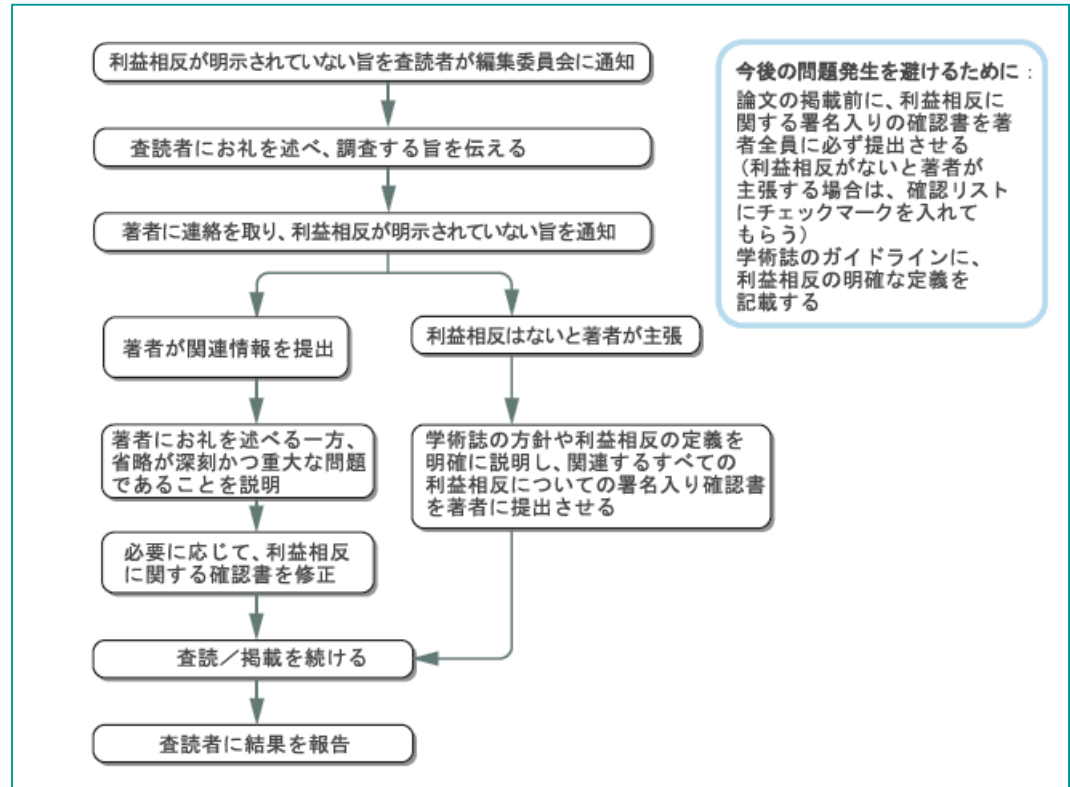 利益相反が明示されていない旨を査読者が編集委員会に通知
査読者にお礼を述べ、調査する旨を伝える
著者に連絡を取り、利益相反が明示されていない旨を通知
著者が関連情報を提出
利益相反はないと著者が主張
著者にお礼を述べる一方、
省略が深刻かつ重大な問題
であることを説明
学術誌の方針や利益相反の定義を
明確に説明し、関連するすべての
利益相反についての署名入り確認書
を著者に提出させる
必要に応じて、利益相反
に関する確認書を修正
査読／掲載を続ける
査読者に結果を報告
今後の問題発生を避けるために：
論文の掲載前に、利益相反に
関する署名入りの確認書を著
者全員に必ず提出させる
（利益相反がないと著者が
主張する場合は、確認リスト
にチェックマークを入れて
もらう）
学術誌のガイドラインに、
利益相反の明確な定義を
記載する